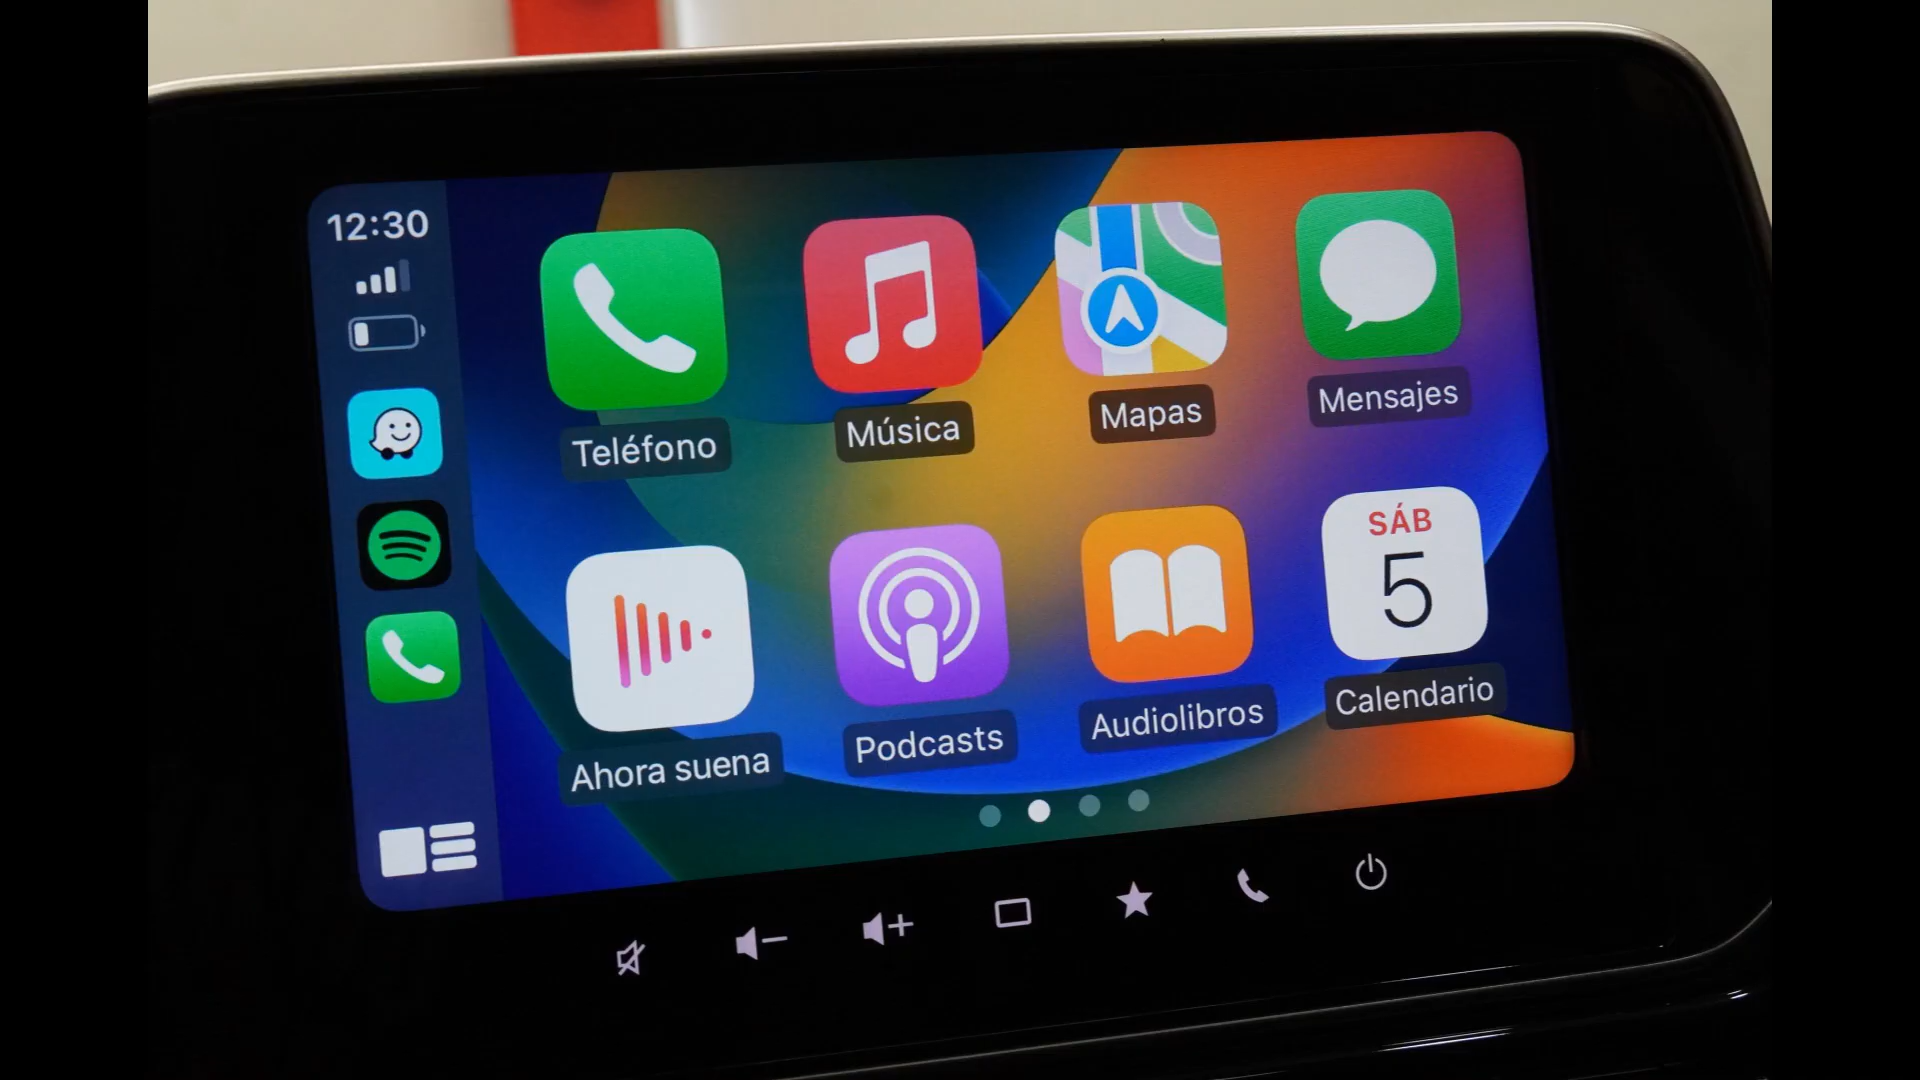 12:30
Teléfono
Música
Mapas
Mensajes
SÁB
5
Ahora suena
Podcasts
Audiolibros
Calendario